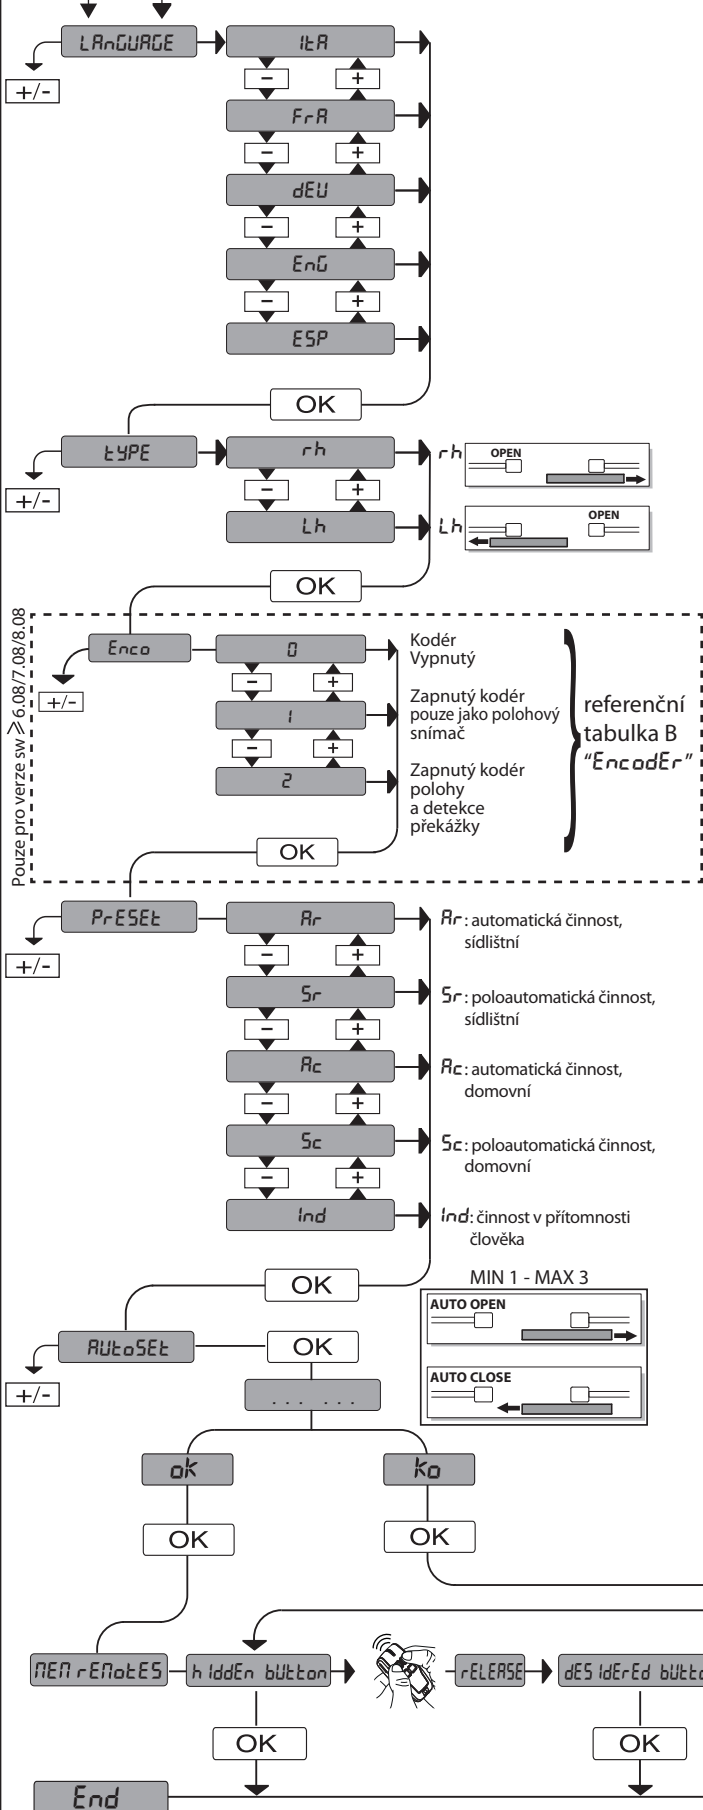 LAnGUAGE
ItA
+/-
- +
FrA
- +
dEU
- +
EnG
- +
ESP
OK
tYPE
rh
rh
OPEN
+/-
- +
Lh
Lh
OPEN
OK
Pouze pro verze sw ⩾ 6.08/7.08/8.08
Enco
0
Kodér
Vypnutý
+/-
- +
1
Zapnutý kodér
pouze jako polohový
snímač
- +
2
Zapnutý kodér
polohy
a detekce
překážky
referenční
tabulka B
“EncodEr”
OK
PrESEt
Ar
Ar: automatická činnost,
sídlištní
+/-
- +
Sr
Sr: poloautomatická činnost,
sídlištní
- +
Ac
Ac: automatická činnost,
domovní
- +
Sc
Sc: poloautomatická činnost,
domovní
- +
Ind
Ind: činnost v přítomnosti
člověka
OK
MIN 1 - MAX 3
AUTO OPEN
AUTO CLOSE
AUtoSEt
OK
+/-
... ...
oK
Ko
OK
OK
MEM rEMotES
hIddEn bUtton
rELEASE
dESIdErEd bUtto
OK
OK
End